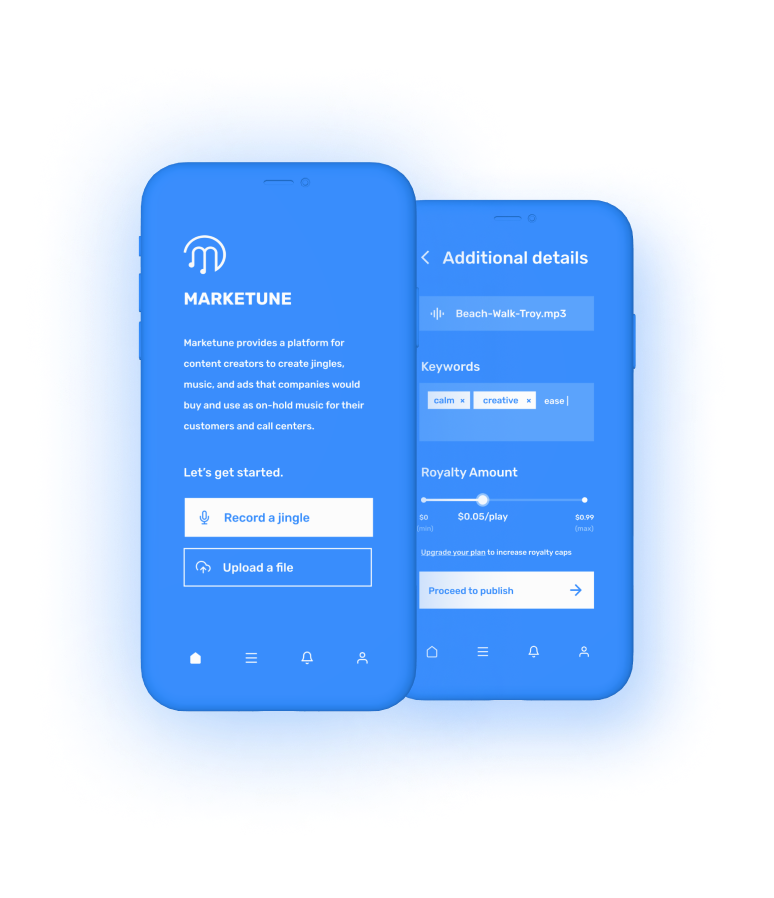 MARKETUNE
Marketune provides a platform for
content creators to create jingles,
music, and ads that companies would
buy and use as on-hold music for their
customers and call centers.
Let's get started.
Record a jingle
Upload a file
Additional details
Beach-Walk-Troy.mp3
Keywords
calm × creative × ease |
Royalty Amount
$0 $0.05/play $0.99
(min) (max)
Upgrade your plan to increase royalty caps
Proceed to publish